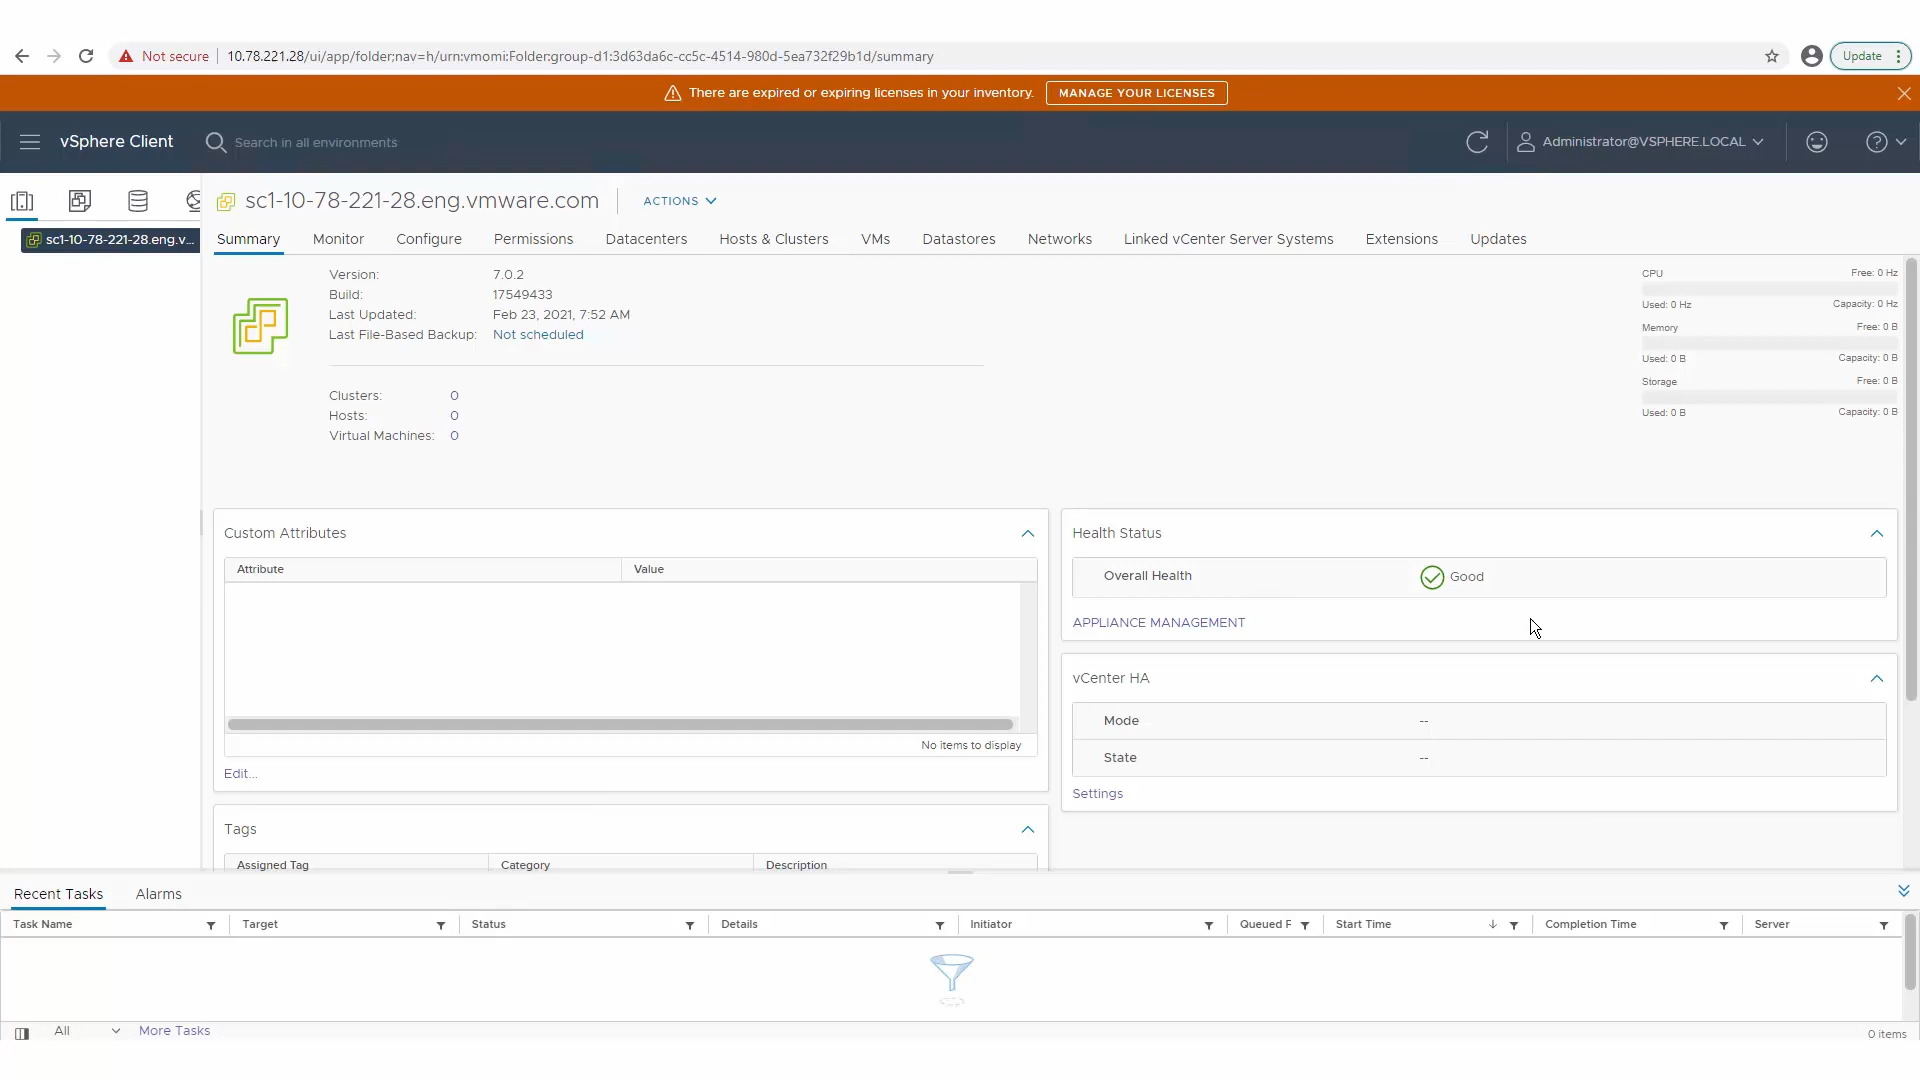 Not secure 10.78.221.28/ui/app/folder;nav=h/urn:vmomi:Folder:group-d1:3d63da6c-cc5c-4514-980d-5ea732f29b1d/summary Update
There are expired or expiring licenses in your inventory. MANAGE YOUR LICENSES
vSphere Client Search in all environments Administrator@VSPHERE.LOCAL
sc1-10-78-221-28.eng.vmware.com ACTIONS
sc1-10-78-221-28.eng.v...
Summary Monitor Configure Permissions Datacenters Hosts & Clusters VMs Datastores Networks Linked vCenter Server Systems Extensions Updates
Version: 7.0.2
Build: 17549433
Last Updated: Feb 23, 2021, 7:52 AM
Last File-Based Backup: Not scheduled
Clusters: 0
Hosts: 0
Virtual Machines: 0
CPU Free: 0 Hz
Used: 0 Hz Capacity: 0 Hz
Memory Free: 0 B
Used: 0 B Capacity: 0 B
Storage Free: 0 B
Used: 0 B Capacity: 0 B
Custom Attributes
Attribute Value
No items to display
Edit...
Tags
Assigned Tag Category Description
Health Status
Overall Health Good
APPLIANCE MANAGEMENT
vCenter HA
Mode --
State --
Settings
Recent Tasks Alarms
Task Name Target Status Details Initiator Queued F Start Time Completion Time Server
All More Tasks 0 items